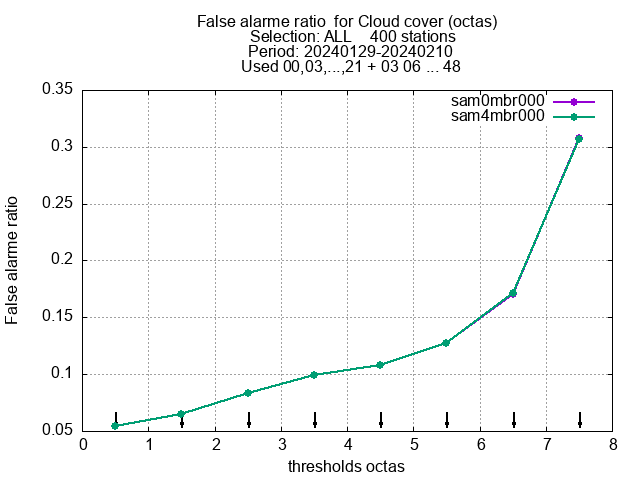 False alarme ratio  for Cloud cover (octas)
Selection: ALL    400 stations
Period: 20240129-20240210
Used 00,03,...,21 + 03 06 ... 48
sam0mbr000
sam4mbr000
0.35
0.3
0.25
0.2
0.15
0.1
0.05
False alarme ratio
0 1 2 3 4 5 6 7 8
thresholds octas